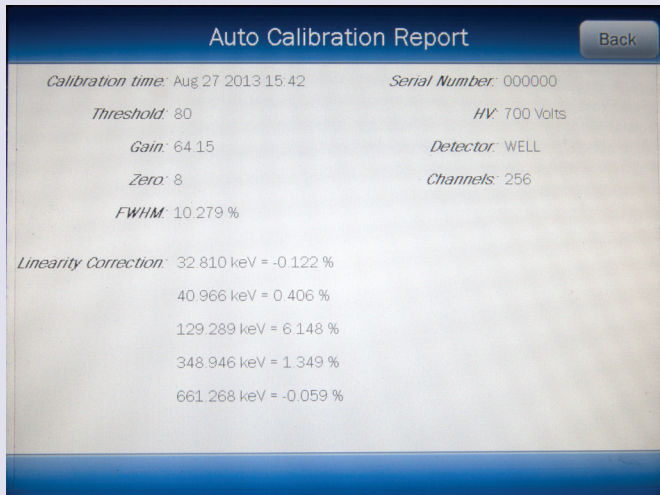 Auto Calibration Report
Back
Calibration time: Aug 27 2013 15:42
Serial Number: 000000
Threshold: 80
HV: 700 Volts
Gain: 64.15
Detector: WELL
Zero: 8
Channels: 256
FWHM: 10.279 %
Linearity Correction: 32.810 keV = -0.122 %
40.966 keV = 0.406 %
129.289 keV = 6.148 %
348.946 keV = 1.349 %
661.268 keV = -0.059 %